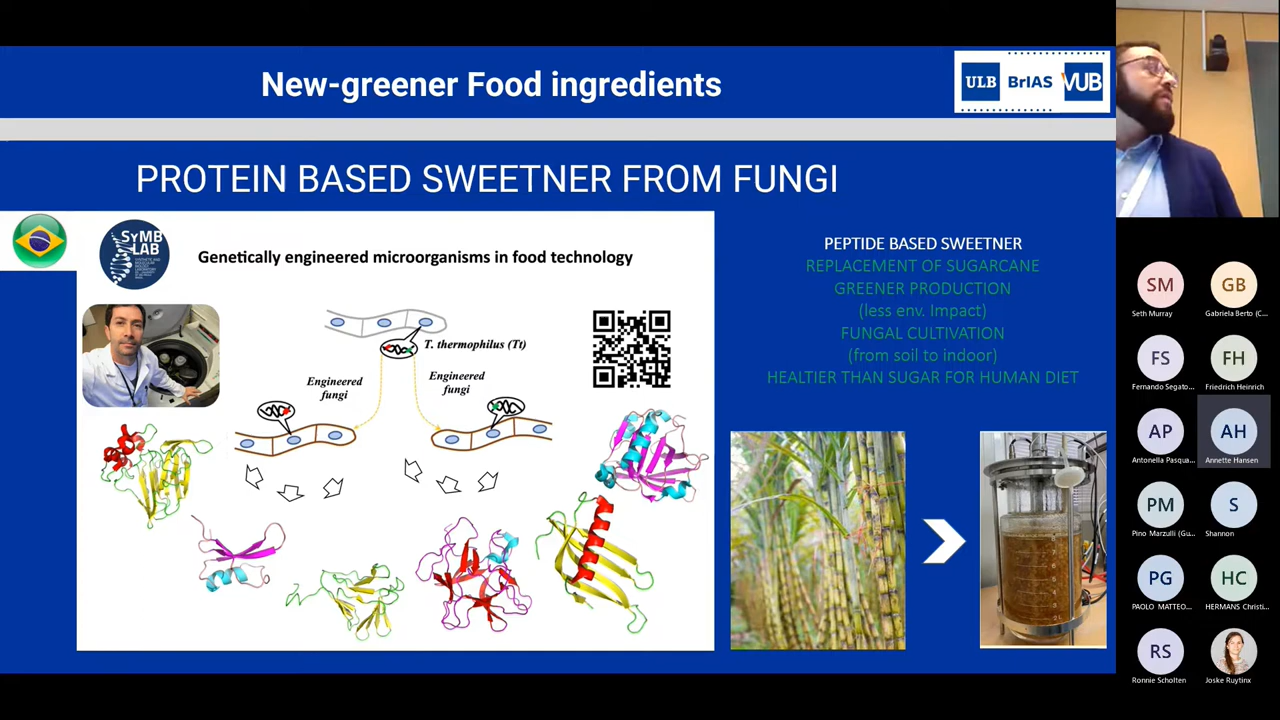 New-greener Food ingredients
ULB BrIAS VUB
PROTEIN BASED SWEETNER FROM FUNGI
SYMB
LAB
Genetically engineered microorganisms in food technology
T. thermophilus (Tt)
Engineered
fungi
Engineered
fungi
PEPTIDE BASED SWEETNER
REPLACEMENT OF SUGARCANE
GREENER PRODUCTION
(less env. Impact)
FUNGAL CULTIVATION
(from soil to indoor)
HEALTIER THAN SUGAR FOR HUMAN DIET
SM
Seth Murray
GB
Gabriela Berto (C...
FS
Fernando Segato...
FH
Friedrich Heinrich
AP
Antonella Pasqua...
AH
Annette Hansen
PM
Pino Marzulli (Gu...
S
Shannon
PG
PAOLO MATTEO...
HC
HERMANS Christi...
RS
Ronnie Scholten
Joske Ruytinx